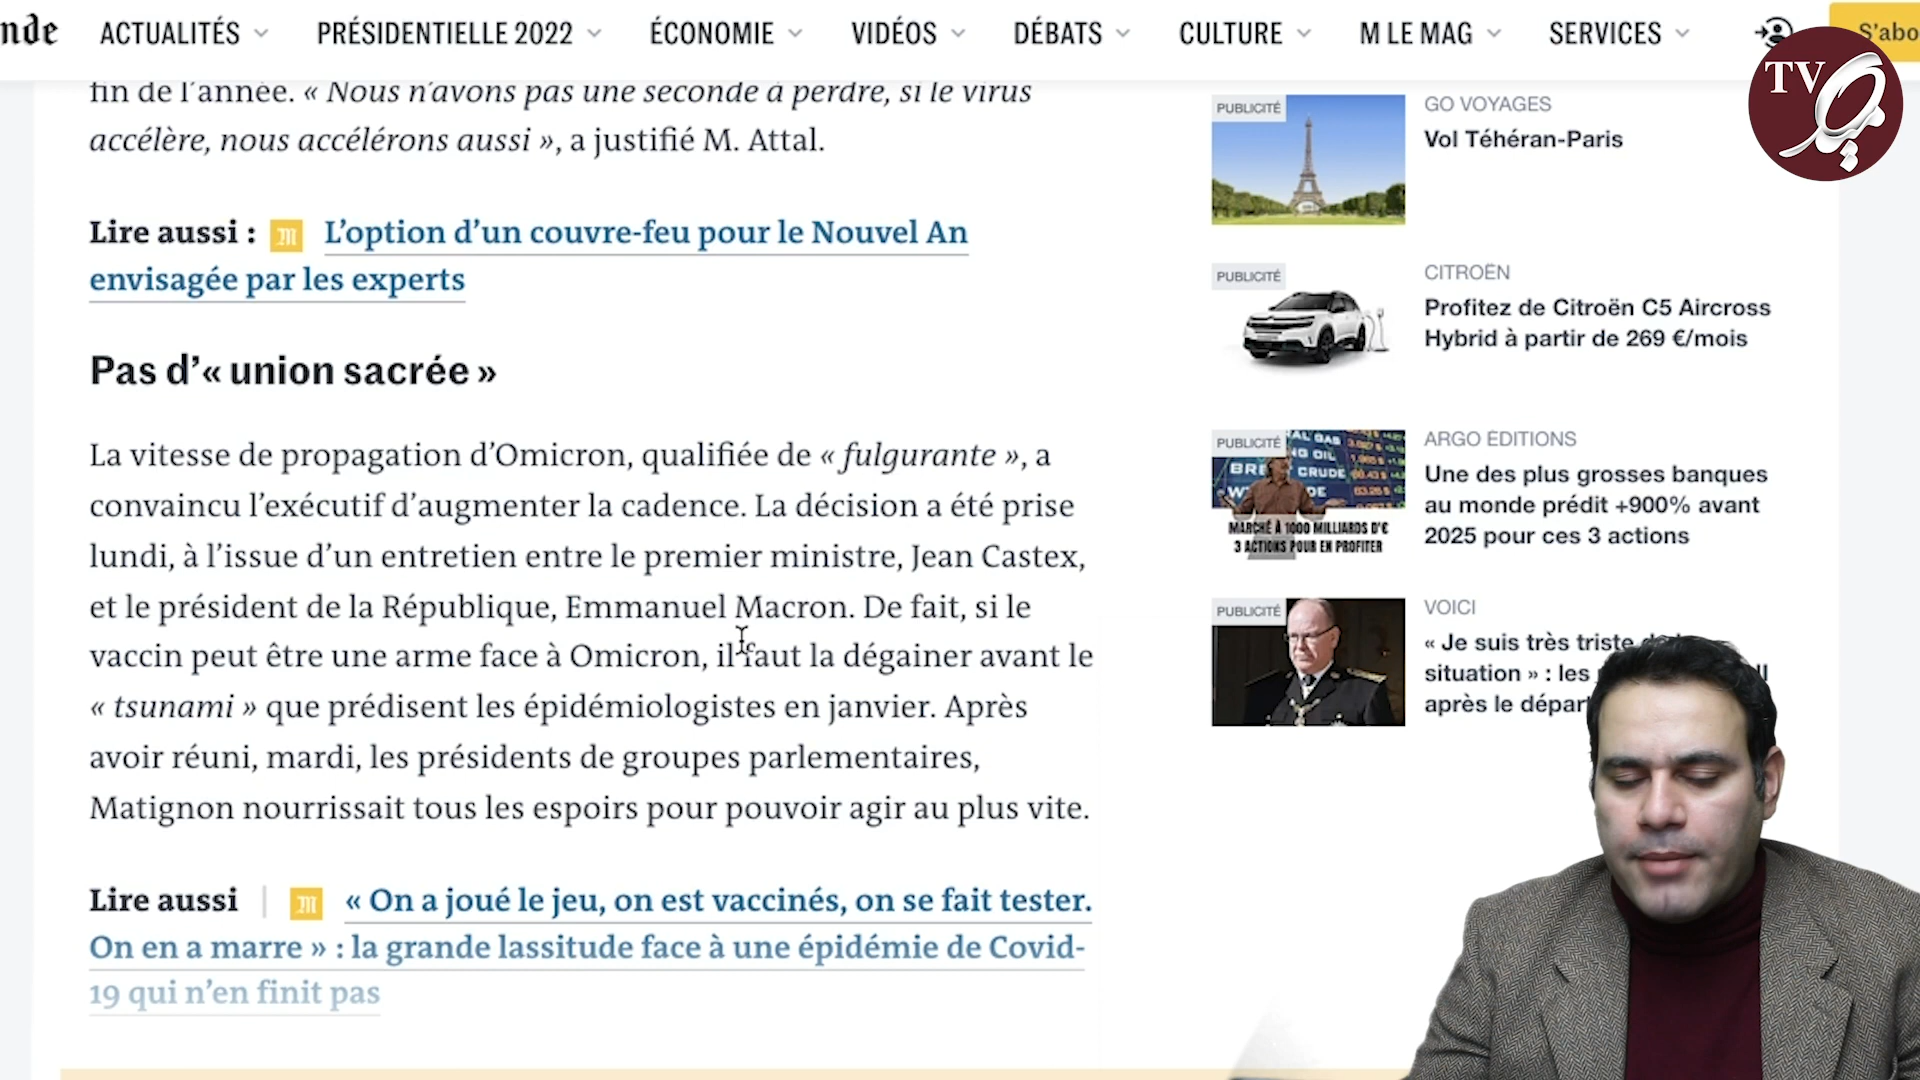 nde
ACTUALITÉS
PRÉSIDENTIELLE 2022
ÉCONOMIE
VIDÉOS
DÉBATS
CULTURE
M LE MAG
SERVICES
S'abo
TV
fin de l'année. « Nous n'avons pas une seconde à perdre, si le virus
accélère, nous accélérons aussi », a justifié M. Attal.
Lire aussi : L'option d'un couvre-feu pour le Nouvel An
envisagée par les experts
Pas d'« union sacrée »
La vitesse de propagation d'Omicron, qualifiée de « fulgurante », a
convaincu l'exécutif d'augmenter la cadence. La décision a été prise
lundi, à l'issue d'un entretien entre le premier ministre, Jean Castex,
et le président de la République, Emmanuel Macron. De fait, si le
vaccin peut être une arme face à Omicron, il faut la dégainer avant le
« tsunami » que prédisent les épidémiologistes en janvier. Après
avoir réuni, mardi, les présidents de groupes parlementaires,
Matignon nourrissait tous les espoirs pour pouvoir agir au plus vite.
Lire aussi | « On a joué le jeu, on est vaccinés, on se fait tester.
On en a marre » : la grande lassitude face à une épidémie de Covid-
19 qui n'en finit pas
PUBLICITÉ
GO VOYAGES
Vol Téhéran-Paris
PUBLICITÉ
CITROËN
Profitez de Citroën C5 Aircross
Hybrid à partir de 269 €/mois
PUBLICITÉ
MARCHÉ À 1000 MILLIARDS D'€
3 ACTIONS POUR EN PROFITER
ARGO EDITIONS
Une des plus grosses banques
au monde prédit +900% avant
2025 pour ces 3 actions
PUBLICITÉ
VOICI
« Je suis très triste
situation » : les
après le dépar